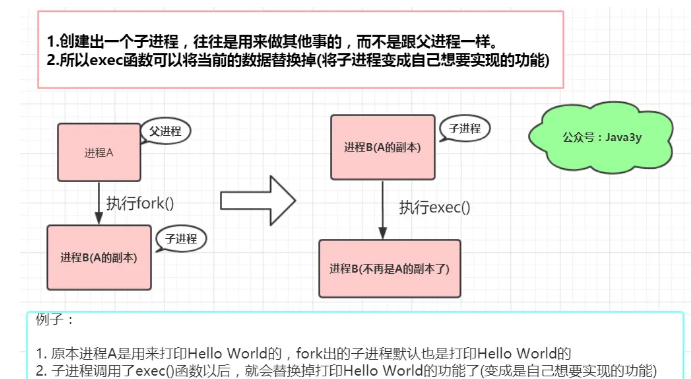 1.创建出一个子进程，往往是用来做其他事的，而不是跟父进程一样。
2.所以exec函数可以将当前的数据替换掉(将子进程变成自己想要实现的功能)
父进程
进程A
执行fork()
子进程
进程B(A的副本)
子进程
进程B(A的副本)
执行exec()
进程B(不再是A的副本了)
公众号：Java3y
例子：
1. 原本进程A是用来打印Hello World的，fork出的子进程默认也是打印Hello World的
2. 子进程调用了exec()函数以后，就会替换掉打印Hello World的功能了(变成是自己想要实现的功能)